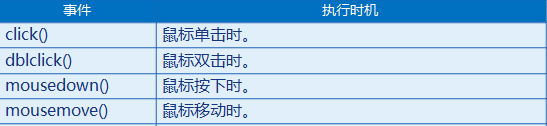 事件 执行时机
click() 鼠标单击时。
dblclick() 鼠标双击时。
mousedown() 鼠标按下时。
mousemove() 鼠标移动时。